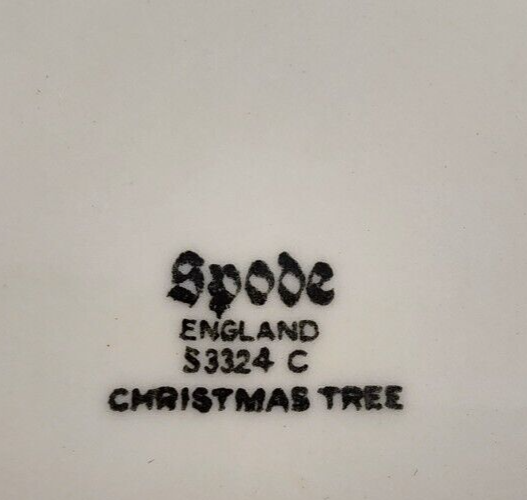 Spode
ENGLAND
S3324 C
CHRISTMAS TREE